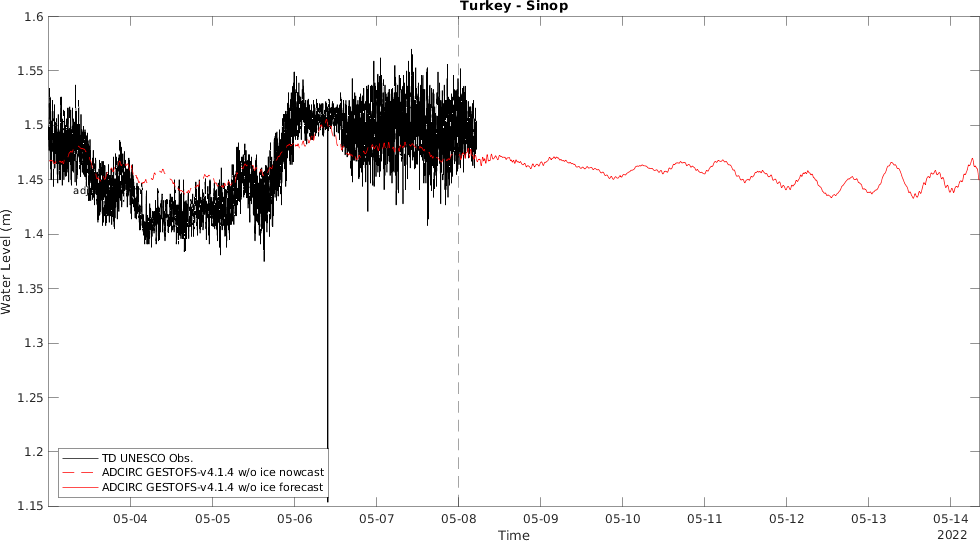 Turkey - Sinop
1.6
1.55
1.5
1.45
1.4
1.35
1.3
1.25
1.2
1.15
Water Level (m)
TD UNESCO Obs.
ADCIRC GESTOFS-v4.1.4 w/o ice nowcast
ADCIRC GESTOFS-v4.1.4 w/o ice forecast
05-04 05-05 05-06 05-07 05-08 05-09 05-10 05-11 05-12 05-13 05-14
Time
2022